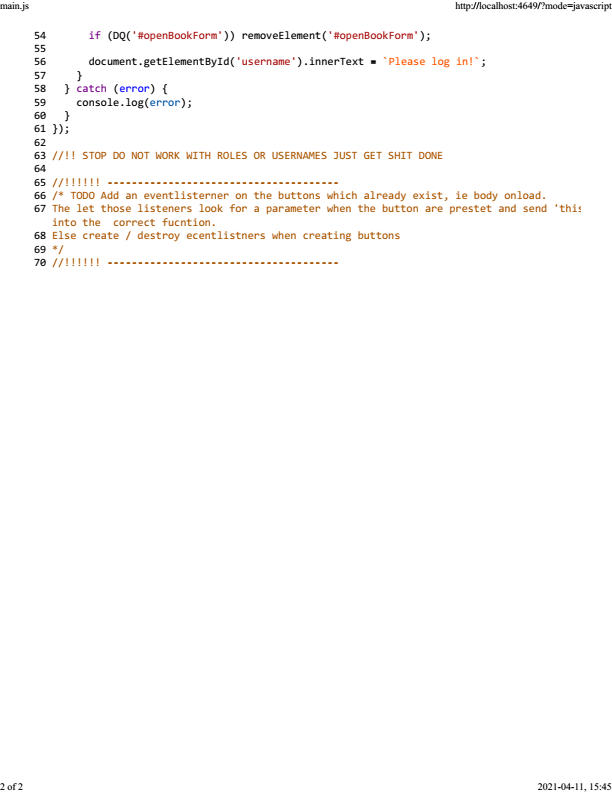 main.js http://localhost:4649/?mode=javascript
54 if (DQ('#openBookForm')) removeElement('#openBookForm');
55
56 document.getElementById('username').innerText = `Please log in!`;
57 }
58 } catch (error) {
59 console.log(error);
60 }
61 });
62
63 //!! STOP DO NOT WORK WITH ROLES OR USERNAMES JUST GET SHIT DONE
64
65 //!!!!!! --------------------------------------
66 /* TODO Add an eventlisterner on the buttons which already exist, ie body onload.
67 The let those listeners look for a parameter when the button are prestet and send 'this
into the  correct fucntion.
68 Else create / destroy ecentlistners when creating buttons
69 */
70 //!!!!!! --------------------------------------
2 of 2 2021-04-11, 15:45